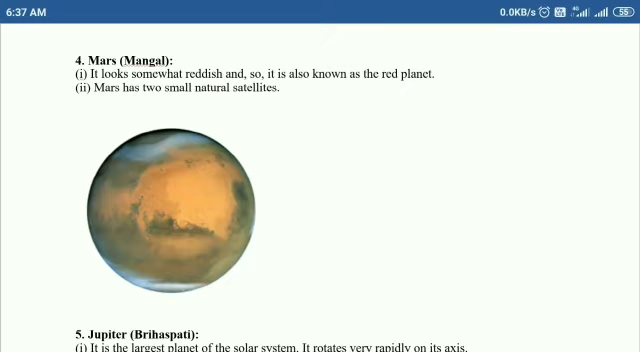 6:37 AM
0.0KB/s 4G 55
4. Mars (Mangal):
(i) It looks somewhat reddish and, so, it is also known as the red planet.
(ii) Mars has two small natural satellites.
5. Jupiter (Brihaspati):
(i) It is the largest planet of the solar system. It rotates very rapidly on its axis.